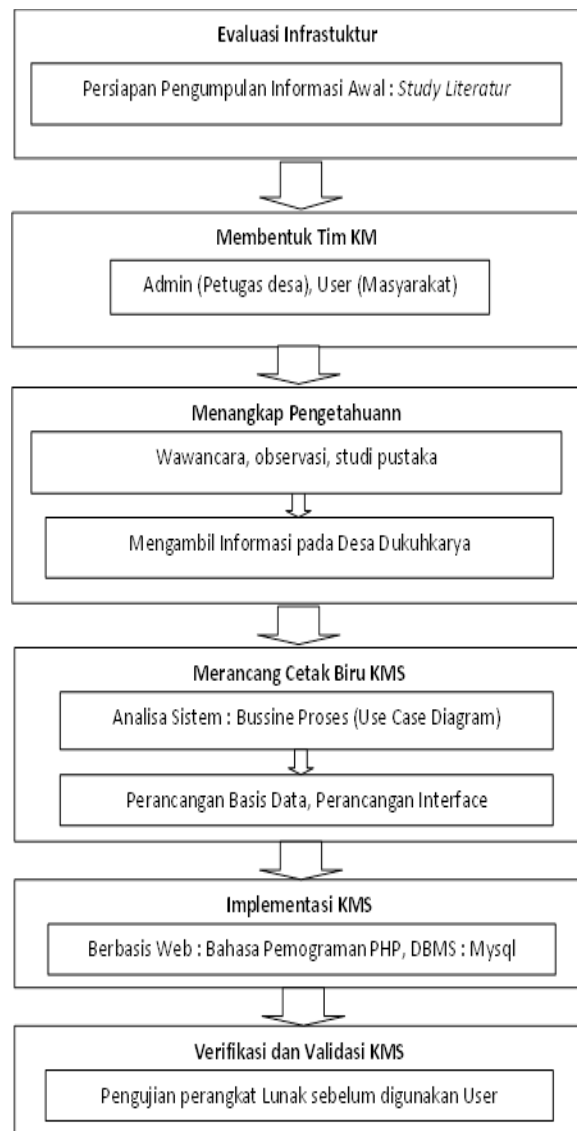 Evaluasi Infrastuktur
Persiapan Pengumpulan Informasi Awal : Study Literatur
Membentuk Tim KM
Admin (Petugas desa), User (Masyarakat)
Menangkap Pengetahuann
Wawancara, observasi, studi pustaka
Mengambil Informasi pada Desa Dukuhkarya
Merancang Cetak Biru KMS
Analisa Sistem : Bussine Proses (Use Case Diagram)
Perancangan Basis Data, Perancangan Interface
Implementasi KMS
Berbasis Web : Bahasa Pemograman PHP, DBMS : Mysql
Verifikasi dan Validasi KMS
Pengujian perangkat Lunak sebelum digunakan User